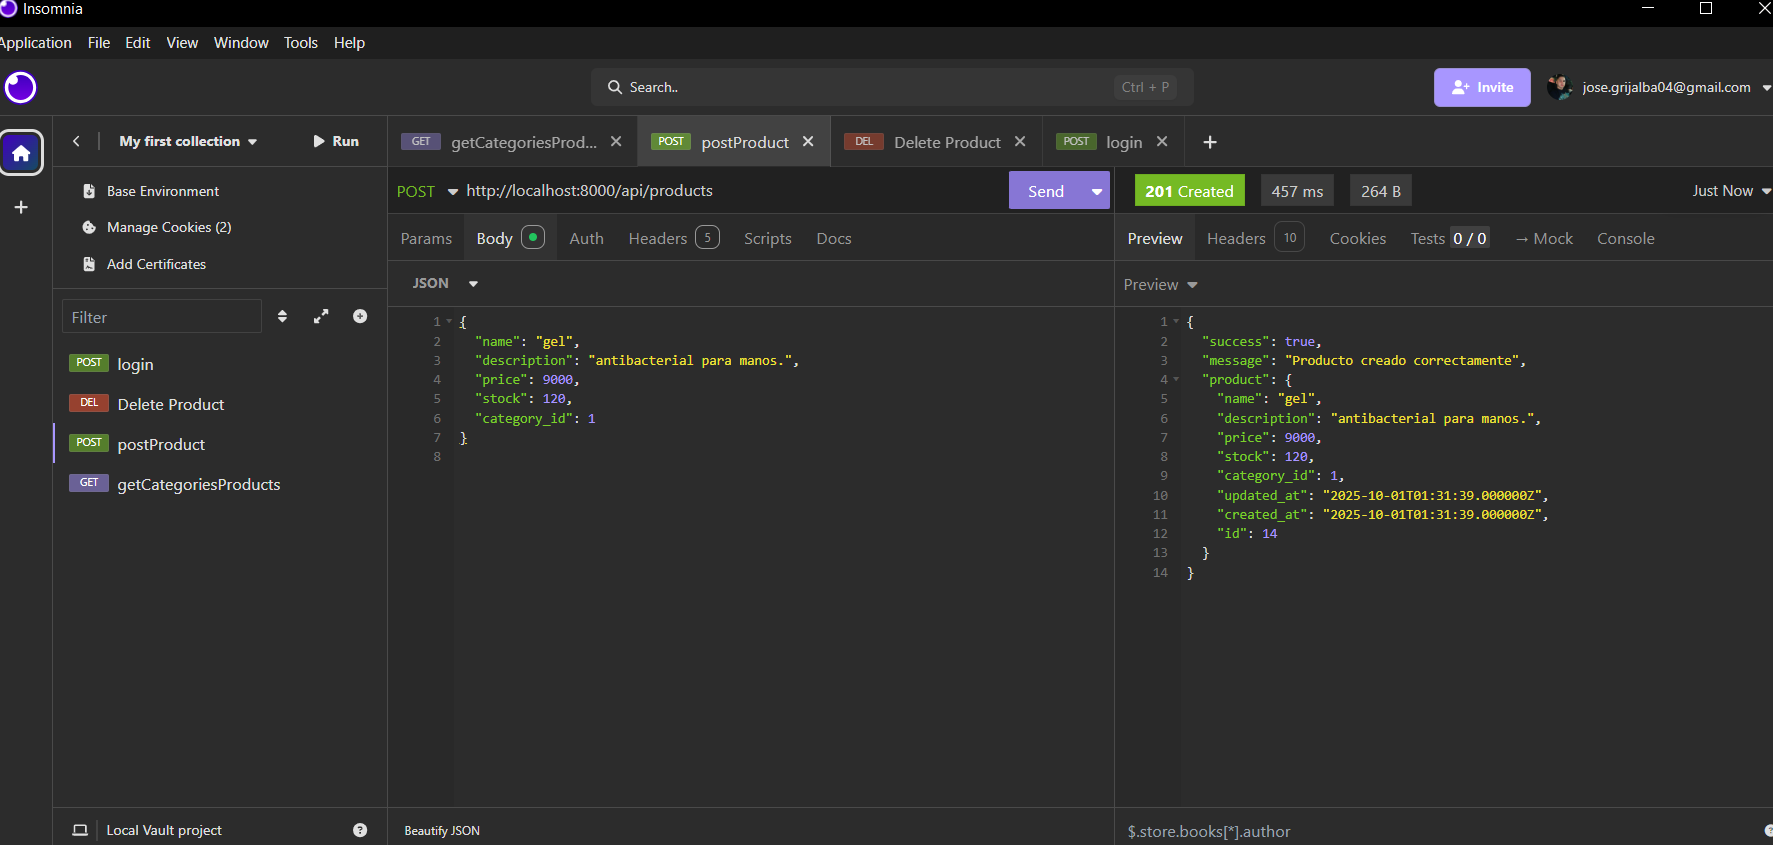 Insomnia
Application File Edit View Window Tools Help
Search.. Ctrl + P
Invite
jose.grijalba04@gmail.com
My first collection
Run
GET getCategoriesProd...
POST postProduct
DEL Delete Product
POST login
Base Environment
Manage Cookies (2)
Add Certificates
Filter
POST login
DEL Delete Product
POST postProduct
GET getCategoriesProducts
Local Vault project
POST http://localhost:8000/api/products
Send
Params Body Auth Headers 5 Scripts Docs
JSON
1 {
2 "name": "gel",
3 "description": "antibacterial para manos.",
4 "price": 9000,
5 "stock": 120,
6 "category_id": 1
7 }
8
Beautify JSON
201 Created 457 ms 264 B Just Now
Preview Headers 10 Cookies Tests 0 / 0 → Mock Console
Preview
1 {
2 "success": true,
3 "message": "Producto creado correctamente",
4 "product": {
5 "name": "gel",
6 "description": "antibacterial para manos.",
7 "price": 9000,
8 "stock": 120,
9 "category_id": 1,
10 "updated_at": "2025-10-01T01:31:39.000000Z",
11 "created_at": "2025-10-01T01:31:39.000000Z",
12 "id": 14
13 }
14 }
$.store.books[*].author